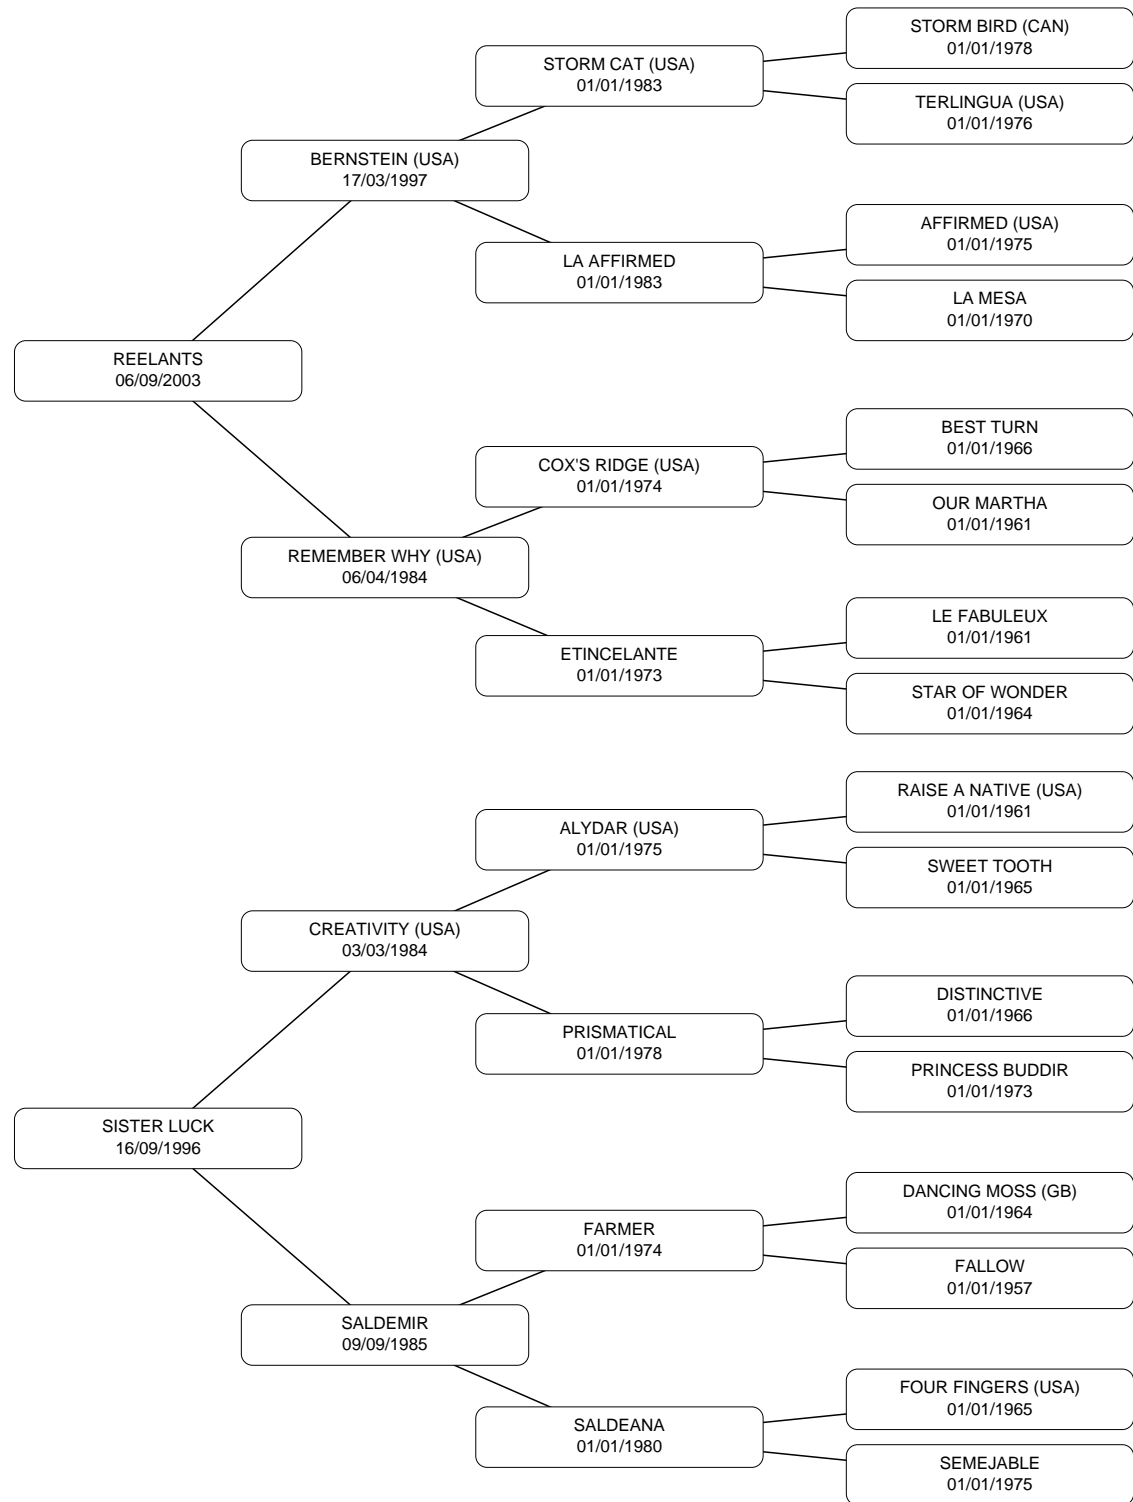 STORM BIRD (CAN)
01/01/1978
STORM CAT (USA)
01/01/1983
TERLINGUA (USA)
01/01/1976
BERNSTEIN (USA)
17/03/1997
AFFIRMED (USA)
01/01/1975
LA AFFIRMED
01/01/1983
LA MESA
01/01/1970
REELANTS
06/09/2003
BEST TURN
01/01/1966
COX'S RIDGE (USA)
01/01/1974
OUR MARTHA
01/01/1961
REMEMBER WHY (USA)
06/04/1984
LE FABULEUX
01/01/1961
ETINCELANTE
01/01/1973
STAR OF WONDER
01/01/1964
RAISE A NATIVE (USA)
01/01/1961
ALYDAR (USA)
01/01/1975
SWEET TOOTH
01/01/1965
CREATIVITY (USA)
03/03/1984
DISTINCTIVE
01/01/1966
PRISMATICAL
01/01/1978
PRINCESS BUDDIR
01/01/1973
SISTER LUCK
16/09/1996
DANCING MOSS (GB)
01/01/1964
FARMER
01/01/1974
FALLOW
01/01/1957
SALDEMIR
09/09/1985
FOUR FINGERS (USA)
01/01/1965
SALDEANA
01/01/1980
SEMEJABLE
01/01/1975